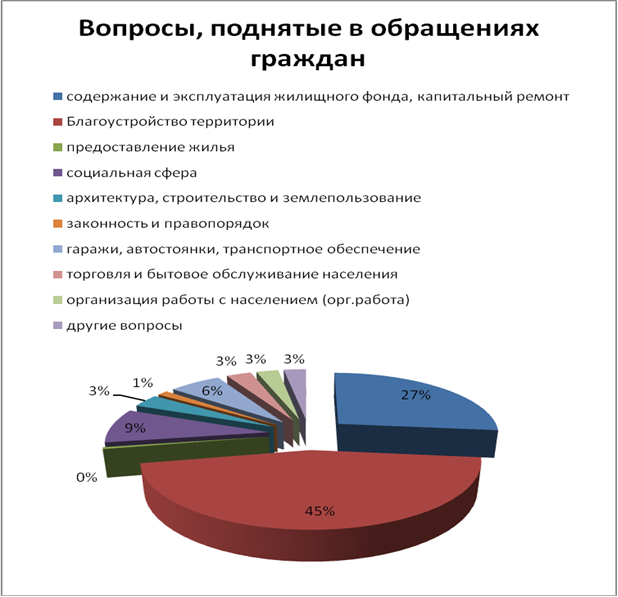 Вопросы, поднятые в обращениях
граждан
содержание и эксплуатация жилищного фонда, капитальный ремонт
Благоустройство территории
предоставление жилья
социальная сфера
архитектура, строительство и землепользование
законность и правопорядок
гаражи, автостоянки, транспортное обеспечение
торговля и бытовое обслуживание населения
организация работы с населением (орг.работа)
другие вопросы
3%
3%
3%
1%
6%
3%
27%
9%
0%
45%